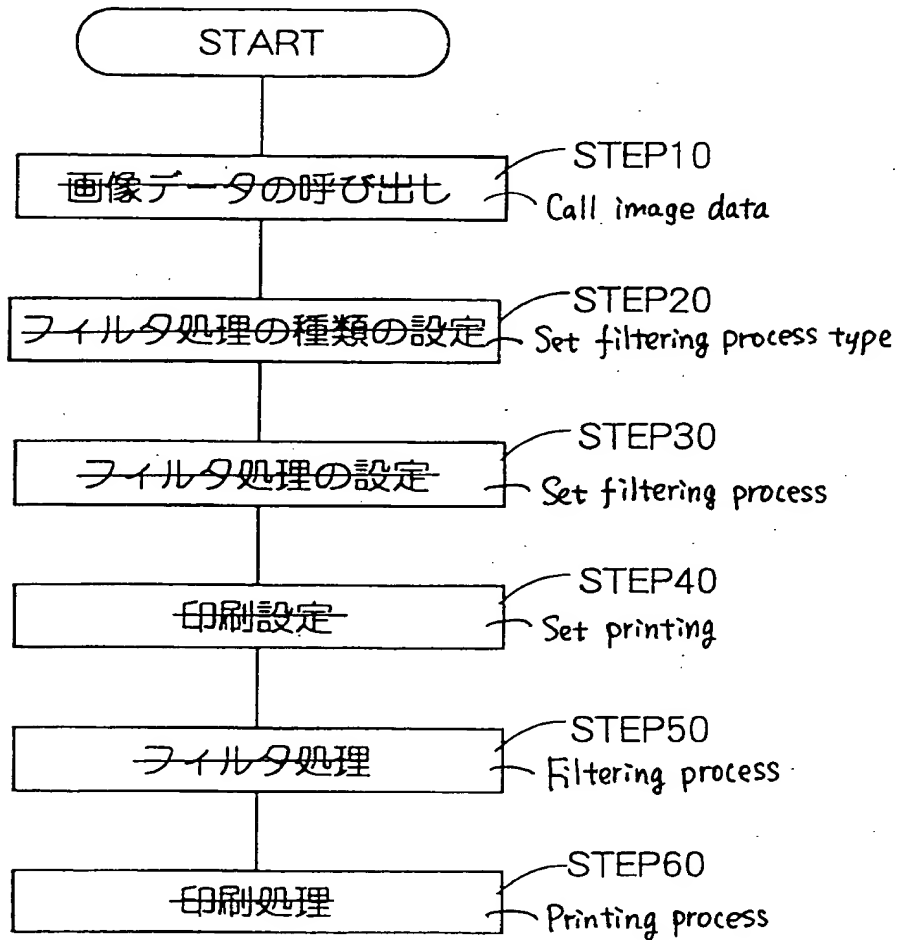 START
STEP10
画像データの呼び出し
Call image data
STEP20
フィルタ処理の種類の設定
Set filtering process type
STEP30
フィルタ処理の設定
Set filtering process
STEP40
印刷設定
Set printing
STEP50
フィルタ処理
Filtering process
STEP60
印刷処理
Printing process